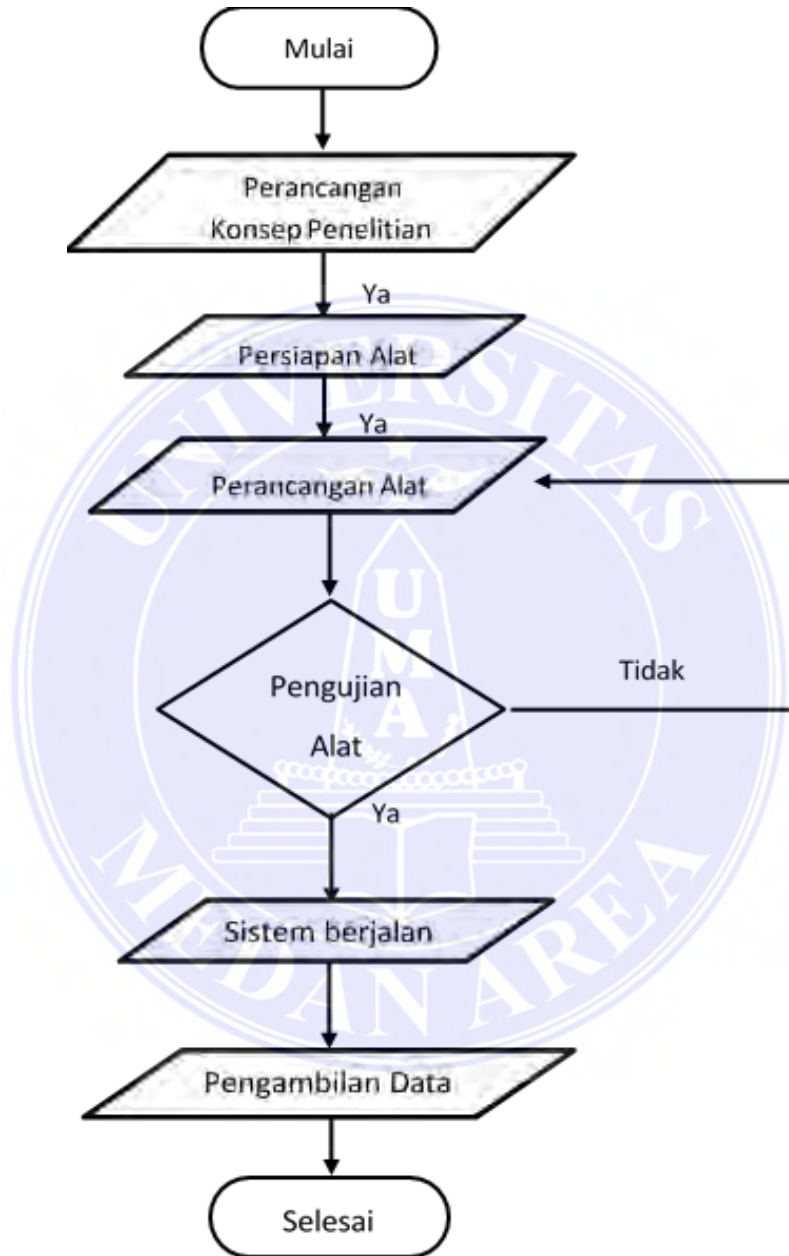 Mulai
Perancangan
Konsep Penelitian
Ya
Persiapan Alat
Ya
Perancangan Alat
Pengujian
Alat
Tidak
Ya
Sistem berjalan
Pengambilan Data
Selesai
UNIVERSITAS
UMA
MEDAN AREA